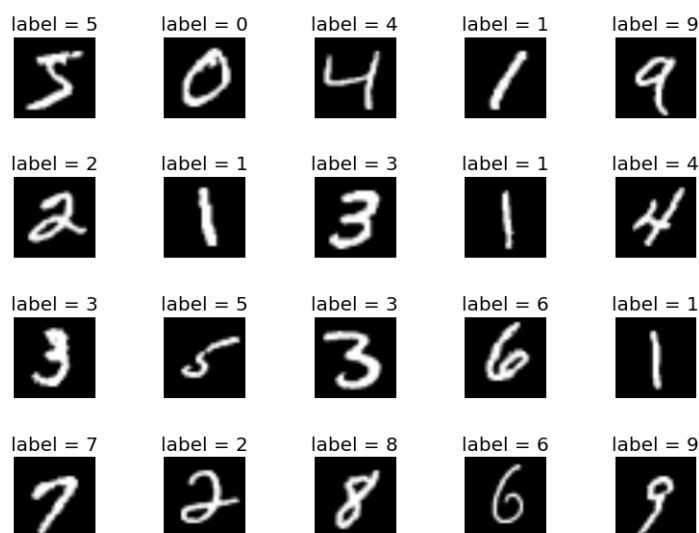 label = 5 label = 0 label = 4 label = 1 label = 9
5 0 4 1 9
label = 2 label = 1 label = 3 label = 1 label = 4
2 1 3 1 4
label = 3 label = 5 label = 3 label = 6 label = 1
3 5 3 6 1
label = 7 label = 2 label = 8 label = 6 label = 9
7 2 8 6 9